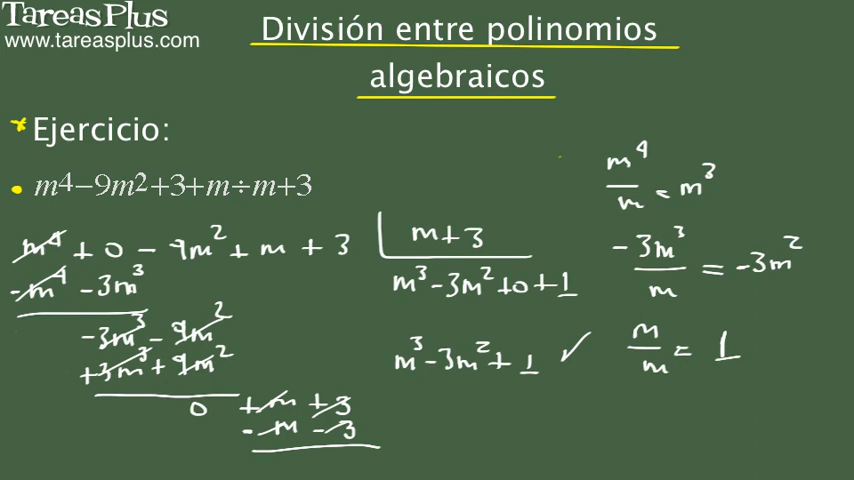 TareasPlus
www.tareasplus.com
División entre polinomios
algebraicos
Ejercicio:
m4−9m2+3+m÷m+3
m⁴ + 0 - 9m² + m + 3
m+3
-m⁴ - 3m³
m³ - 3m² + 0 + 1
-3m³ - 9m²
+3m³ + 9m²
0 + m + 3
- m - 3
m³ - 3m² + 1 ✓
m⁴/m = m³
-3m³/m = -3m²
m/m = 1